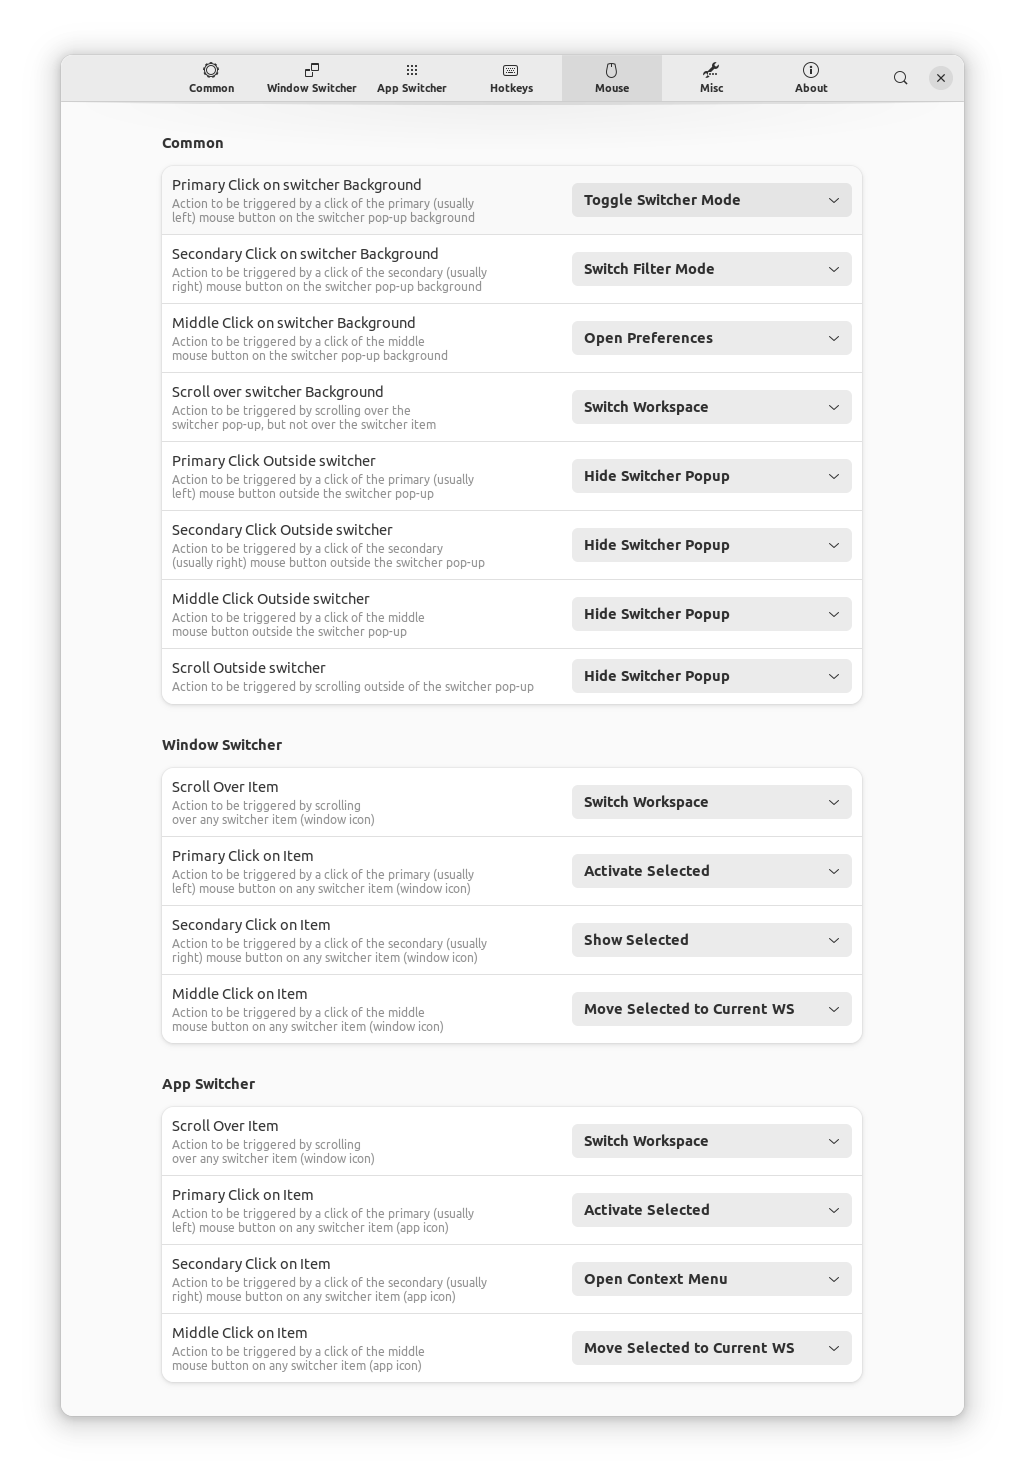 Common
Window Switcher
App Switcher
Hotkeys
Mouse
Misc
About
Common
Primary Click on switcher Background
Action to be triggered by a click of the primary (usually
left) mouse button on the switcher pop-up background
Toggle Switcher Mode
Secondary Click on switcher Background
Action to be triggered by a click of the secondary (usually
right) mouse button on the switcher pop-up background
Switch Filter Mode
Middle Click on switcher Background
Action to be triggered by a click of the middle
mouse button on the switcher pop-up background
Open Preferences
Scroll over switcher Background
Action to be triggered by scrolling over the
switcher pop-up, but not over the switcher item
Switch Workspace
Primary Click Outside switcher
Action to be triggered by a click of the primary (usually
left) mouse button outside the switcher pop-up
Hide Switcher Popup
Secondary Click Outside switcher
Action to be triggered by a click of the secondary
(usually right) mouse button outside the switcher pop-up
Hide Switcher Popup
Middle Click Outside switcher
Action to be triggered by a click of the middle
mouse button outside the switcher pop-up
Hide Switcher Popup
Scroll Outside switcher
Action to be triggered by scrolling outside of the switcher pop-up
Hide Switcher Popup
Window Switcher
Scroll Over Item
Action to be triggered by scrolling
over any switcher item (window icon)
Switch Workspace
Primary Click on Item
Action to be triggered by a click of the primary (usually
left) mouse button on any switcher item (window icon)
Activate Selected
Secondary Click on Item
Action to be triggered by a click of the secondary (usually
right) mouse button on any switcher item (window icon)
Show Selected
Middle Click on Item
Action to be triggered by a click of the middle
mouse button on any switcher item (window icon)
Move Selected to Current WS
App Switcher
Scroll Over Item
Action to be triggered by scrolling
over any switcher item (window icon)
Switch Workspace
Primary Click on Item
Action to be triggered by a click of the primary (usually
left) mouse button on any switcher item (app icon)
Activate Selected
Secondary Click on Item
Action to be triggered by a click of the secondary (usually
right) mouse button on any switcher item (app icon)
Open Context Menu
Middle Click on Item
Action to be triggered by a click of the middle
mouse button on any switcher item (app icon)
Move Selected to Current WS